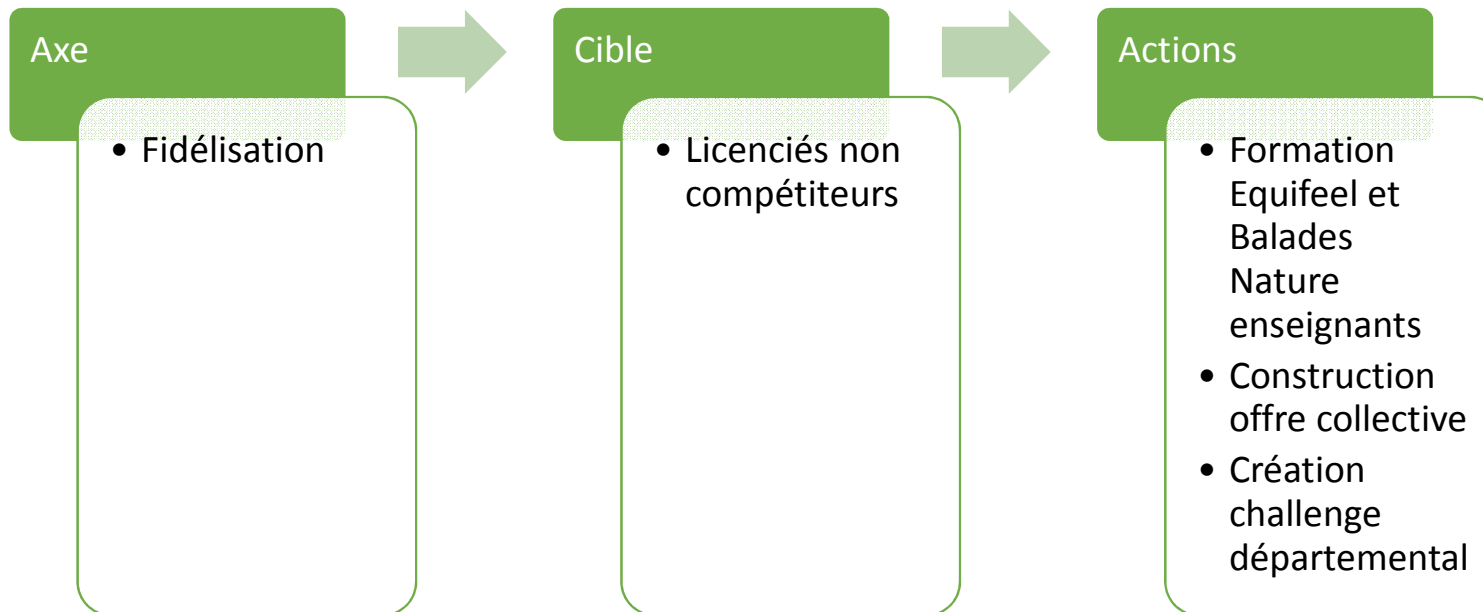 Axe
• Fidélisation
Cible
• Licenciés non
compétiteurs
Actions
• Formation
Equifeel et
Balades
Nature
enseignants
• Construction
offre collective
• Création
challenge
départemental